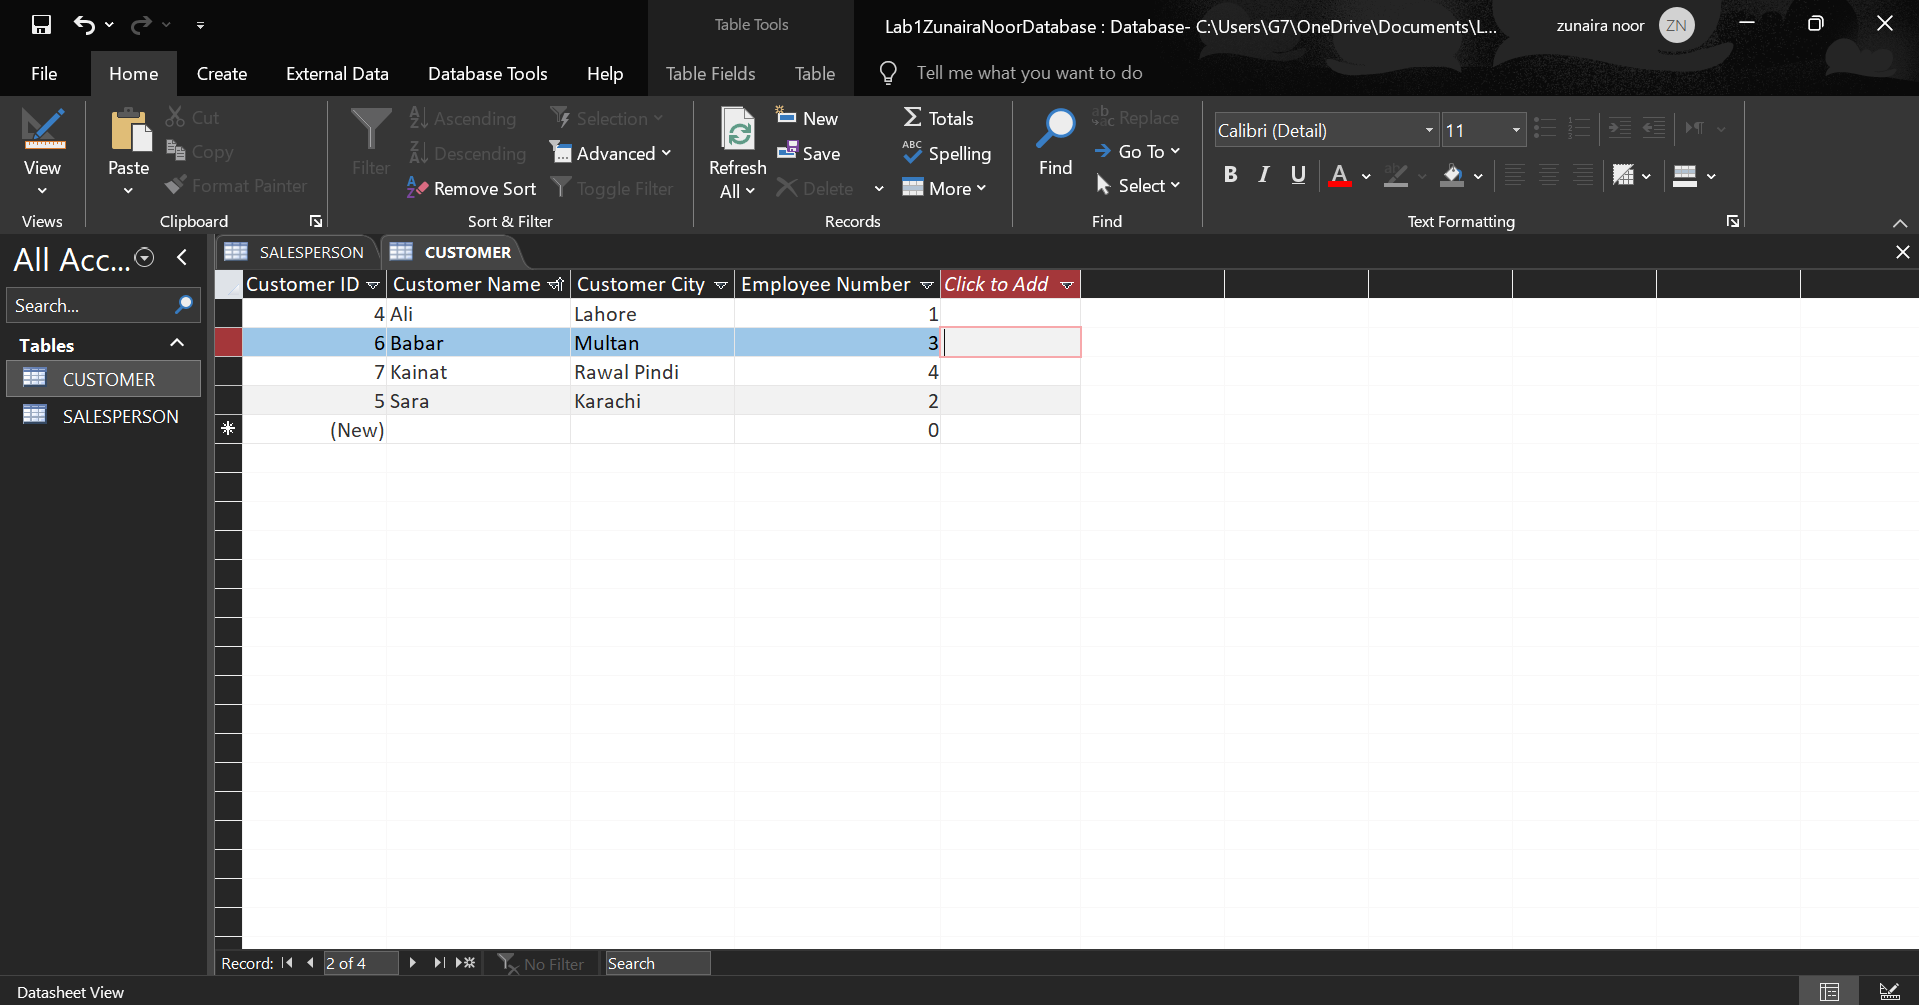 Table Tools
Lab1ZunairaNoorDatabase : Database- C:\Users\G7\OneDrive\Documents\L...
zunaira noor
ZN
File
Home
Create
External Data
Database Tools
Help
Table Fields
Table
Tell me what you want to do
View
Views
Paste
Cut
Copy
Format Painter
Clipboard
Filter
Ascending
Descending
Remove Sort
Selection
Advanced
Toggle Filter
Sort & Filter
Refresh
All
New
Save
Delete
Totals
Spelling
More
Records
Find
Replace
Go To
Select
Find
Calibri (Detail)
11
B I U A
Text Formatting
All Acc...
Search...
Tables
CUSTOMER
SALESPERSON
SALESPERSON
CUSTOMER
Customer ID Customer Name Customer City Employee Number Click to Add
4 Ali Lahore 1
6 Babar Multan 3
7 Kainat Rawal Pindi 4
5 Sara Karachi 2
(New) 0
Record: 2 of 4 No Filter Search
Datasheet View